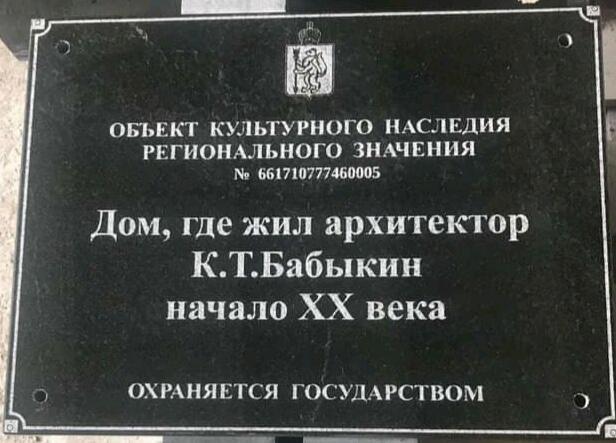 ОБЪЕКТ КУЛЬТУРНОГО НАСЛЕДИЯ
РЕГИОНАЛЬНОГО ЗНАЧЕНИЯ
№ 661710777460005
Дом, где жил архитектор
К.Т.Бабыкин
начало XX века
ОХРАНЯЕТСЯ ГОСУДАРСТВОМ